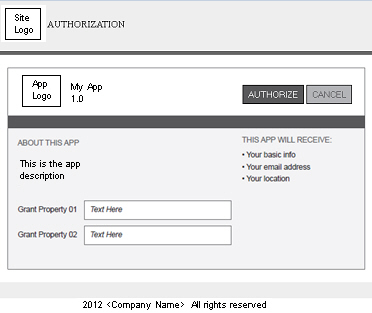 Site
Logo
AUTHORIZATION
App
Logo
My App
1.0
AUTHORIZE
CANCEL
ABOUT THIS APP
This is the app
description
THIS APP WILL RECEIVE:
• Your basic info
• Your email address
• Your location
Grant Property 01
Text Here
Grant Property 02
Text Here
2012 <Company Name> All rights reserved